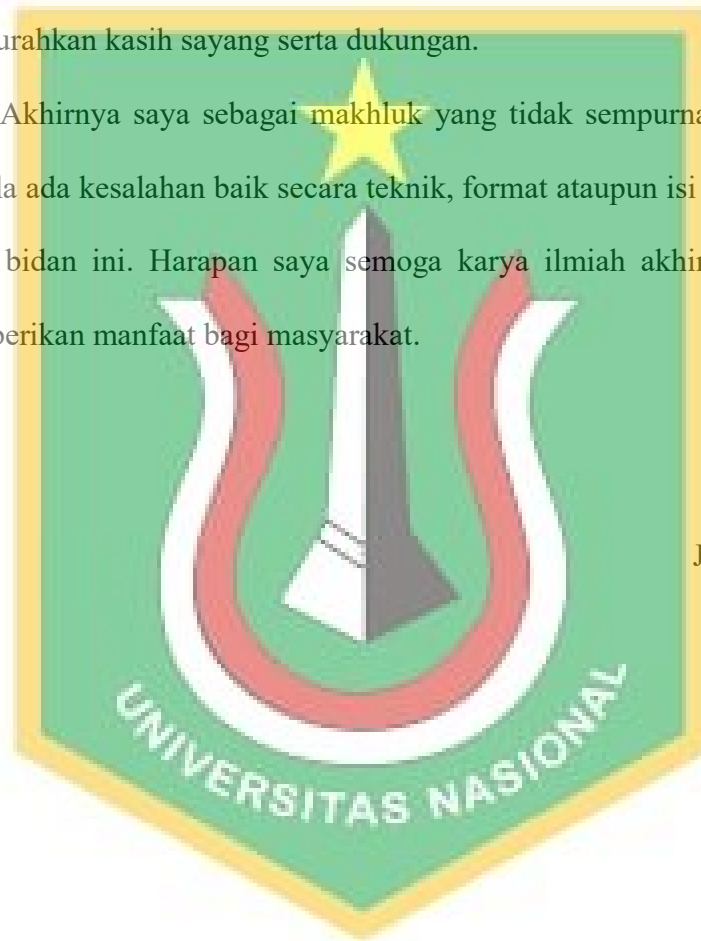 urahkan kasih sayang serta dukungan.
Akhirnya saya sebagai makhluk yang tidak sempurna
la ada kesalahan baik secara teknik, format ataupun isi
bidan ini. Harapan saya semoga karya ilmiah akhir
berikan manfaat bagi masyarakat.
J
UNIVERSITAS NASIONAL